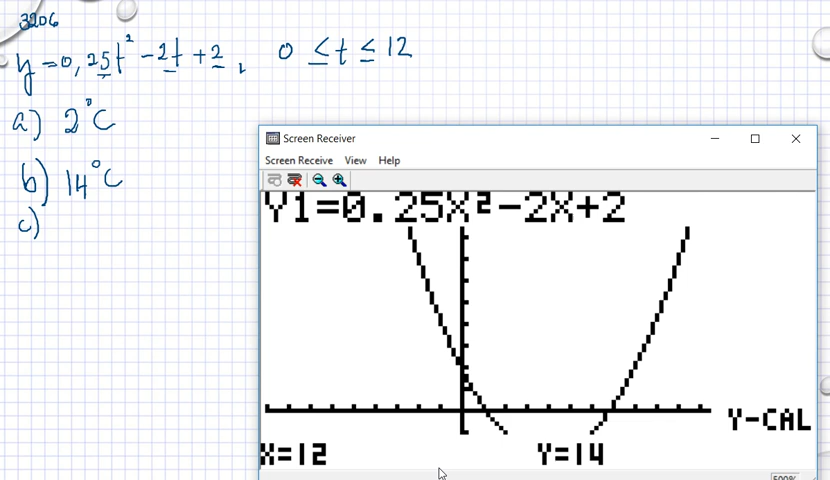 3206
y = 0,25t² - 2t + 2, 0 ≤ t ≤ 12
a) 2°C
b) 14°C
c)
Screen Receiver
Screen Receive View Help
Y1=0.25X²-2X+2
Y-CAL
X=12 Y=14
500%